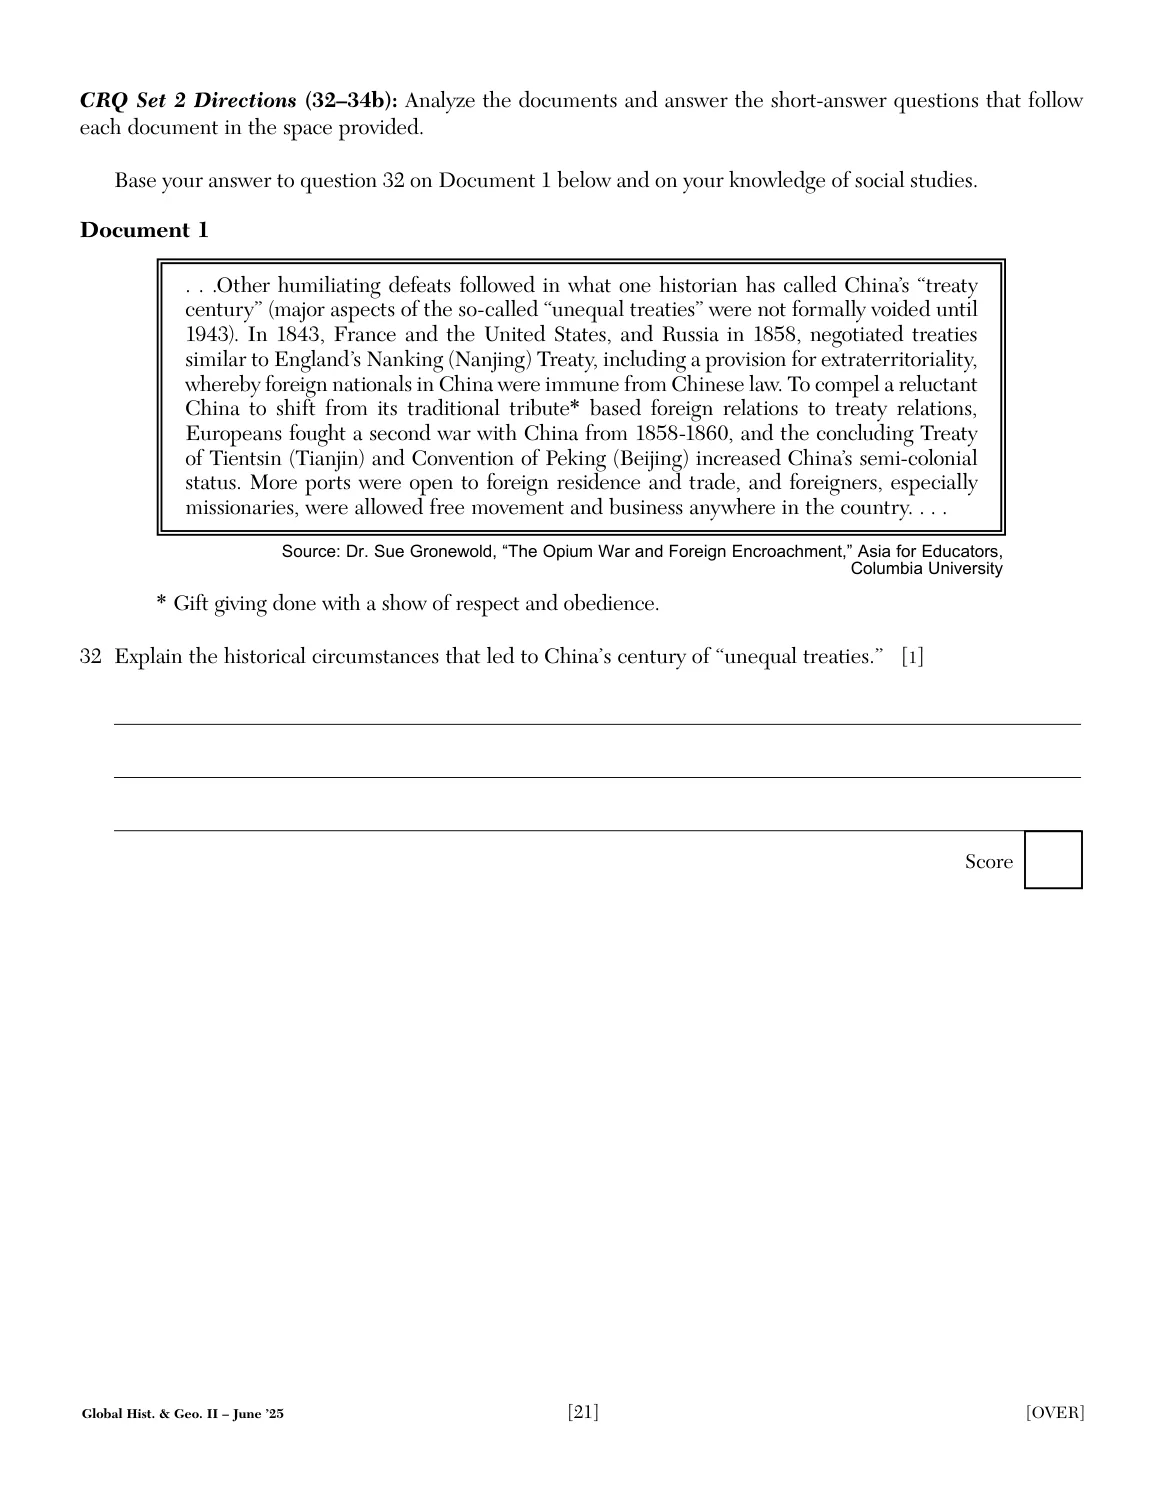 CRQ Set 2 Directions (32–34b): Analyze the documents and answer the short-answer questions that follow
each document in the space provided.
Base your answer to question 32 on Document 1 below and on your knowledge of social studies.
Document 1
. . .Other humiliating defeats followed in what one historian has called China’s “treaty
century” (major aspects of the so-called “unequal treaties” were not formally voided until
1943). In 1843, France and the United States, and Russia in 1858, negotiated treaties
similar to England’s Nanking (Nanjing) Treaty, including a provision for extraterritoriality,
whereby foreign nationals in China were immune from Chinese law. To compel a reluctant
China to shift from its traditional tribute* based foreign relations to treaty relations,
Europeans fought a second war with China from 1858-1860, and the concluding Treaty
of Tientsin (Tianjin) and Convention of Peking (Beijing) increased China’s semi-colonial
status. More ports were open to foreign residence and trade, and foreigners, especially
missionaries, were allowed free movement and business anywhere in the country. . . .
Source: Dr. Sue Gronewold, “The Opium War and Foreign Encroachment,” Asia for Educators,
Columbia University
* Gift giving done with a show of respect and obedience.
32 Explain the historical circumstances that led to China’s century of “unequal treaties.” [1]
Score
Global Hist. & Geo. II – June ’25
[21]
[OVER]